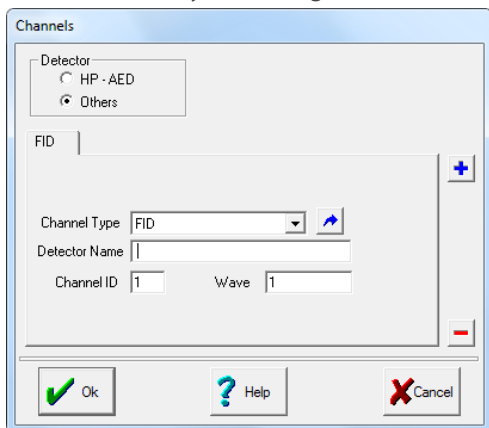 Channels
Detector
HP - AED
Others
FID
Channel Type FID
Detector Name
Channel ID 1 Wave 1
Ok Help Cancel